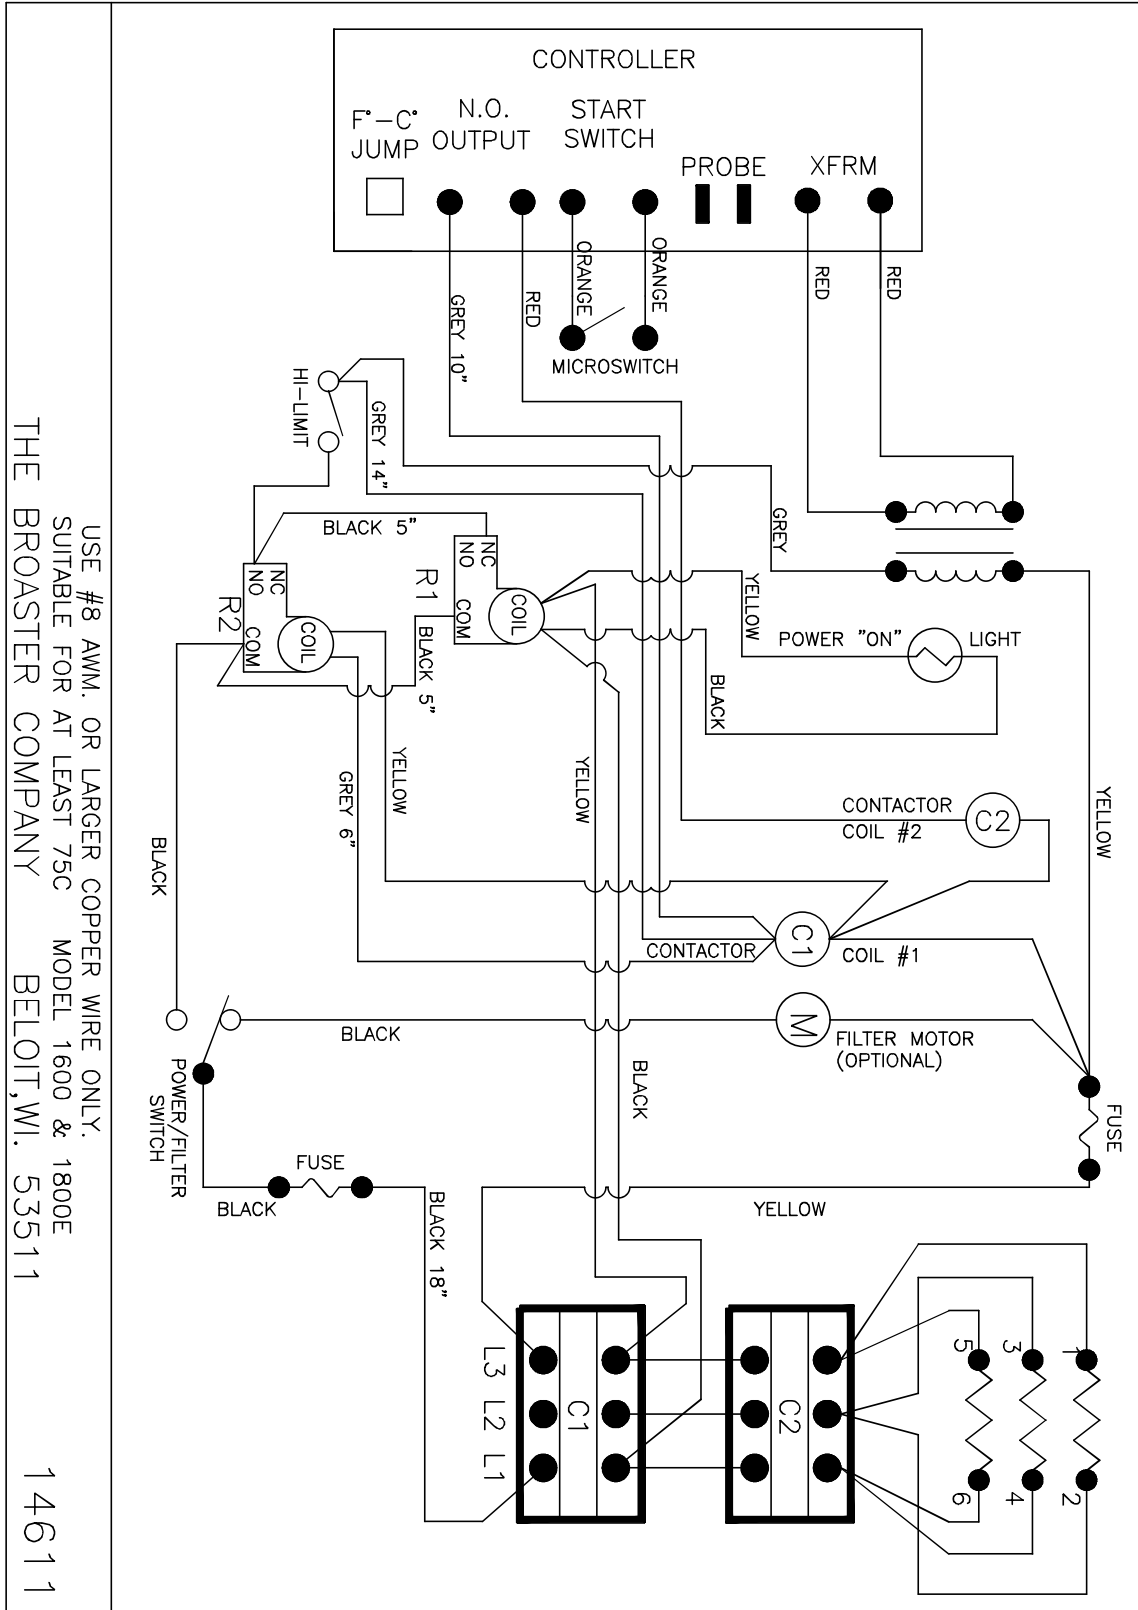 CONTROLLER
F°-C°
JUMP
N.O.
OUTPUT
START
SWITCH
PROBE
XFRM
GREY 10"
RED
ORANGE
ORANGE
RED
RED
MICROSWITCH
HI-LIMIT
GREY 14"
BLACK 5"
GREY
NC
NO
COM
COIL
R1
NC
NO
COM
COIL
R2
YELLOW
POWER "ON"
LIGHT
BLACK
BLACK 5"
YELLOW
GREY 6"
YELLOW
YELLOW
CONTACTOR
COIL #2
C2
BLACK
CONTACTOR
C1
COIL #1
BLACK
M
FILTER MOTOR
(OPTIONAL)
BLACK
POWER/FILTER
SWITCH
FUSE
FUSE
BLACK
BLACK 18"
YELLOW
L3
L2
L1
C1
C2
5
3
1
6
4
2
USE #8 AWM. OR LARGER COPPER WIRE ONLY.
SUITABLE FOR AT LEAST 75C MODEL 1600 & 1800E
THE BROASTER COMPANY BELOIT,WI. 53511
14611